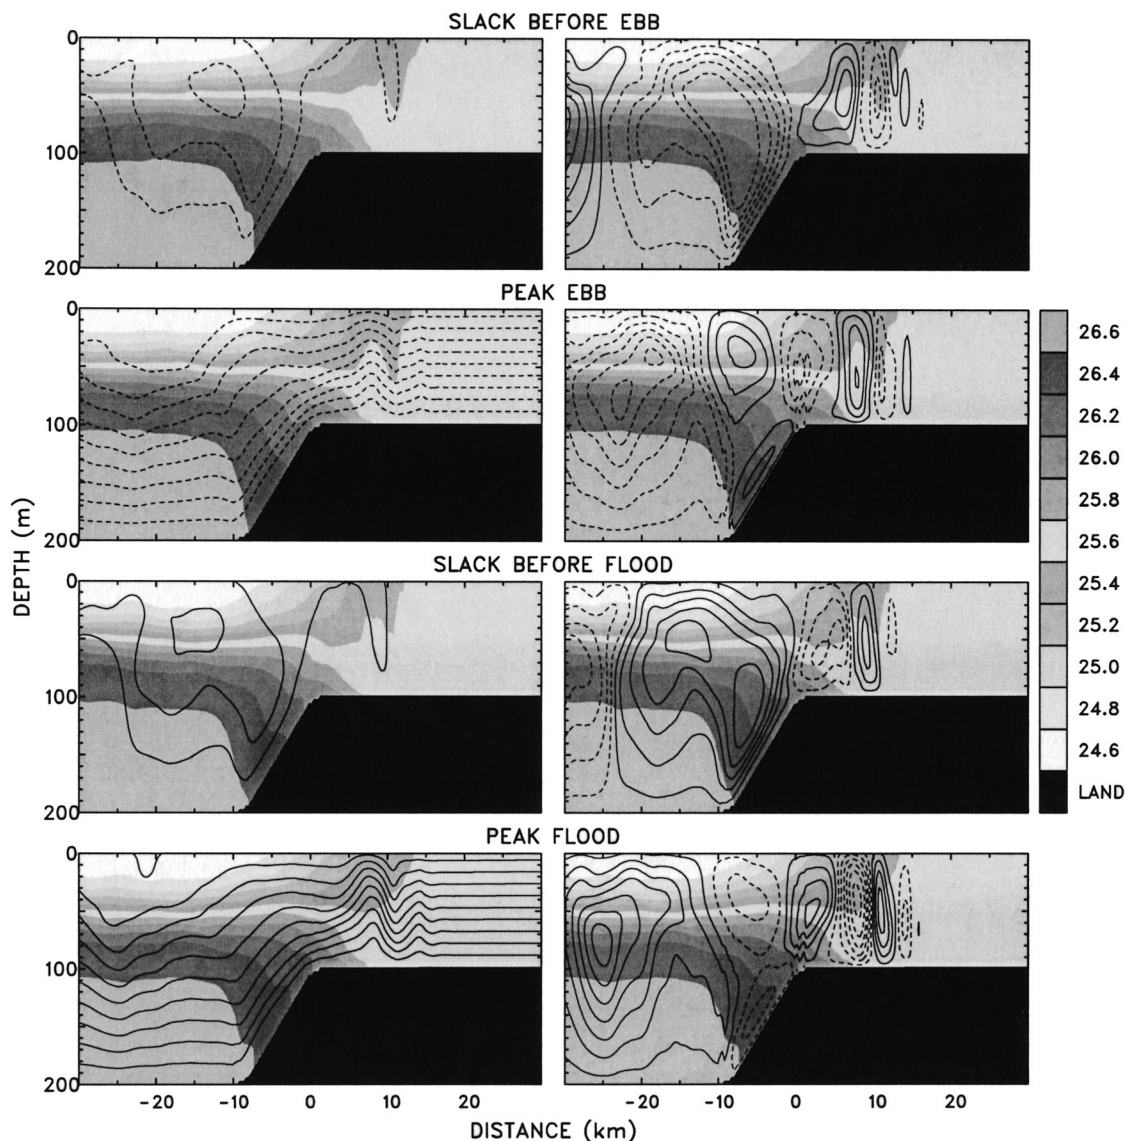 SLACK BEFORE EBB
0
100
200
PEAK EBB
0
100
200
SLACK BEFORE FLOOD
0
100
200
PEAK FLOOD
0
100
200
-20 -10 0 10 20 -20 -10 0 10 20
DISTANCE (km)
DEPTH (m)
26.6
26.4
26.2
26.0
25.8
25.6
25.4
25.2
25.0
24.8
24.6
LAND